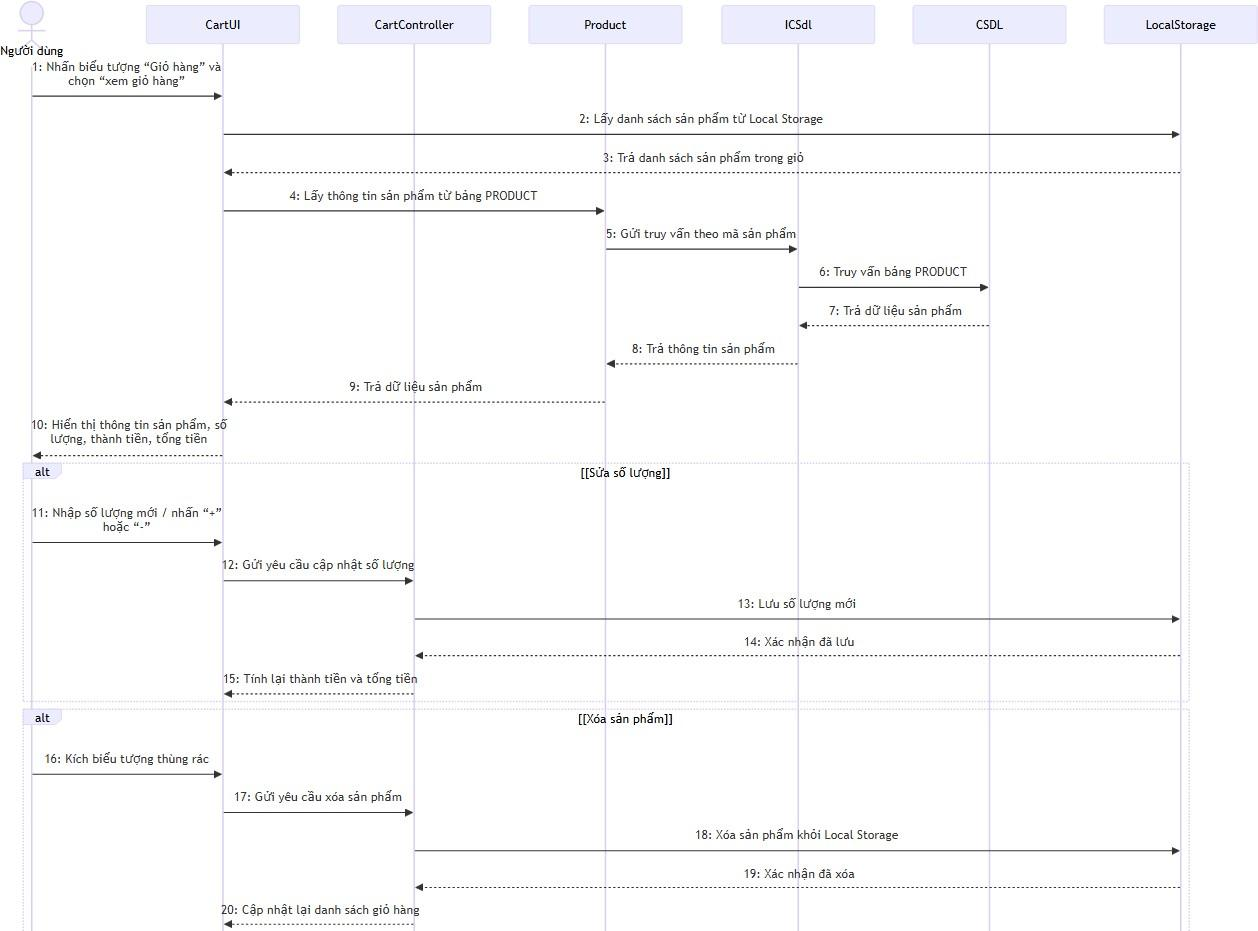 CartUI
CartController
Product
ICSdl
CSDL
LocalStorage
Người dùng
1: Nhấn biểu tượng “Giỏ hàng” và
chọn “xem giỏ hàng”
2: Lấy danh sách sản phẩm từ Local Storage
3: Trả danh sách sản phẩm trong giỏ
4: Lấy thông tin sản phẩm từ bảng PRODUCT
5: Gửi truy vấn theo mã sản phẩm
6: Truy vấn bảng PRODUCT
7: Trả dữ liệu sản phẩm
8: Trả thông tin sản phẩm
9: Trả dữ liệu sản phẩm
10: Hiển thị thông tin sản phẩm, số
lượng, thành tiền, tổng tiền
alt
[[Sửa số lượng]]
11: Nhập số lượng mới / nhấn “+”
hoặc “-”
12: Gửi yêu cầu cập nhật số lượng
13: Lưu số lượng mới
14: Xác nhận đã lưu
15: Tính lại thành tiền và tổng tiền
alt
[[Xóa sản phẩm]]
16: Kích biểu tượng thùng rác
17: Gửi yêu cầu xóa sản phẩm
18: Xóa sản phẩm khỏi Local Storage
19: Xác nhận đã xóa
20: Cập nhật lại danh sách giỏ hàng